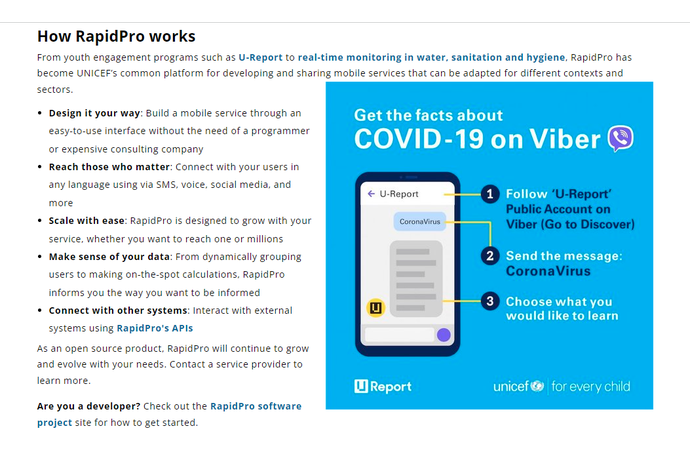 How RapidPro works
From youth engagement programs such as U-Report to real-time monitoring in water, sanitation and hygiene, RapidPro has
become UNICEF's common platform for developing and sharing mobile services that can be adapted for different contexts and
sectors.
• Design it your way: Build a mobile service through an
easy-to-use interface without the need of a programmer
or expensive consulting company
• Reach those who matter: Connect with your users in
any language using via SMS, voice, social media, and
more
• Scale with ease: RapidPro is designed to grow with your
service, whether you want to reach one or millions
• Make sense of your data: From dynamically grouping
users to making on-the-spot calculations, RapidPro
informs you the way you want to be informed
• Connect with other systems: Interact with external
systems using RapidPro's APIs
As an open source product, RapidPro will continue to grow
and evolve with your needs. Contact a service provider to
learn more.
Are you a developer? Check out the RapidPro software
project site for how to get started.
Get the facts about
COVID-19 on Viber
← U-Report
CoronaVirus
U
1 Follow 'U-Report'
Public Account on
Viber (Go to Discover)
2 Send the message:
CoronaVirus
3 Choose what you
would like to learn
U Report
unicef | for every child